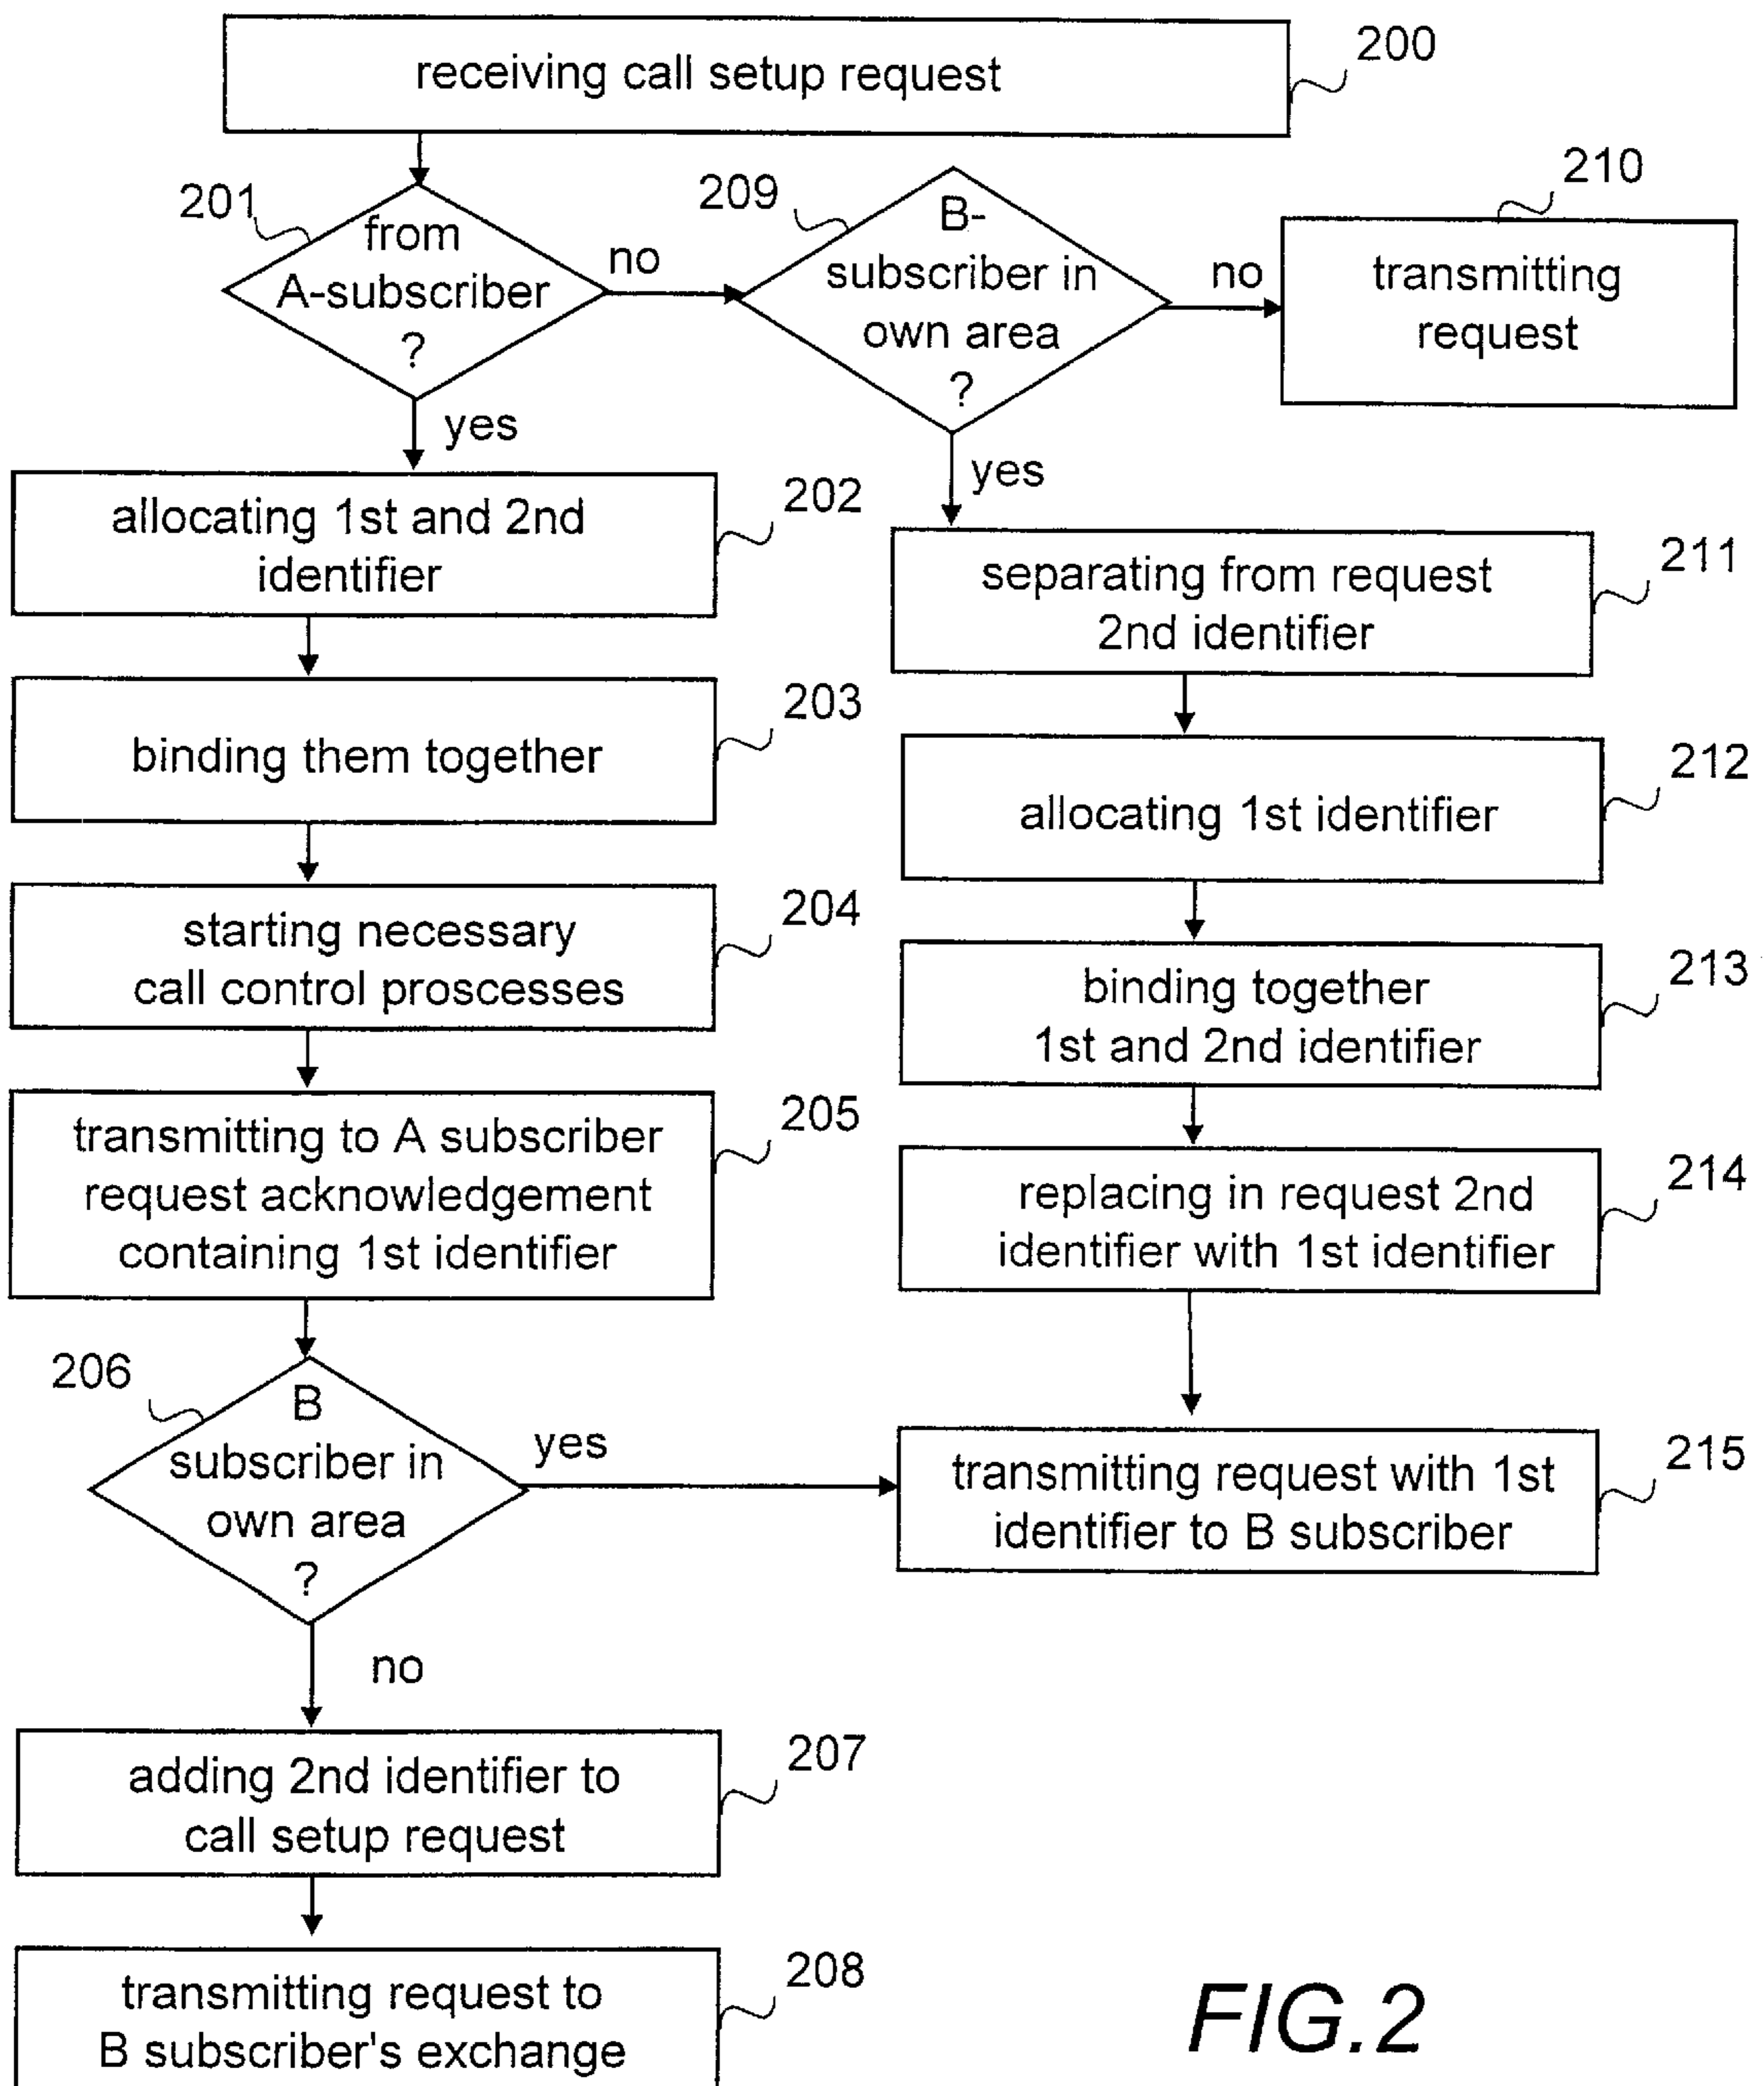 receiving call setup request
200
201
from
A-subscriber
?
no
yes
209
B-
subscriber in
own area
?
no
yes
210
transmitting
request
allocating 1st and 2nd
identifier
202
binding them together
203
starting necessary
call control proscesses
204
transmitting to A subscriber
request acknowledgement
containing 1st identifier
205
206
B
subscriber in
own area
?
yes
no
adding 2nd identifier to
call setup request
207
transmitting request to
B subscriber's exchange
208
separating from request
2nd identifier
211
allocating 1st identifier
212
binding together
1st and 2nd identifier
213
replacing in request 2nd
identifier with 1st identifier
214
transmitting request with 1st
identifier to B subscriber
215
FIG.2